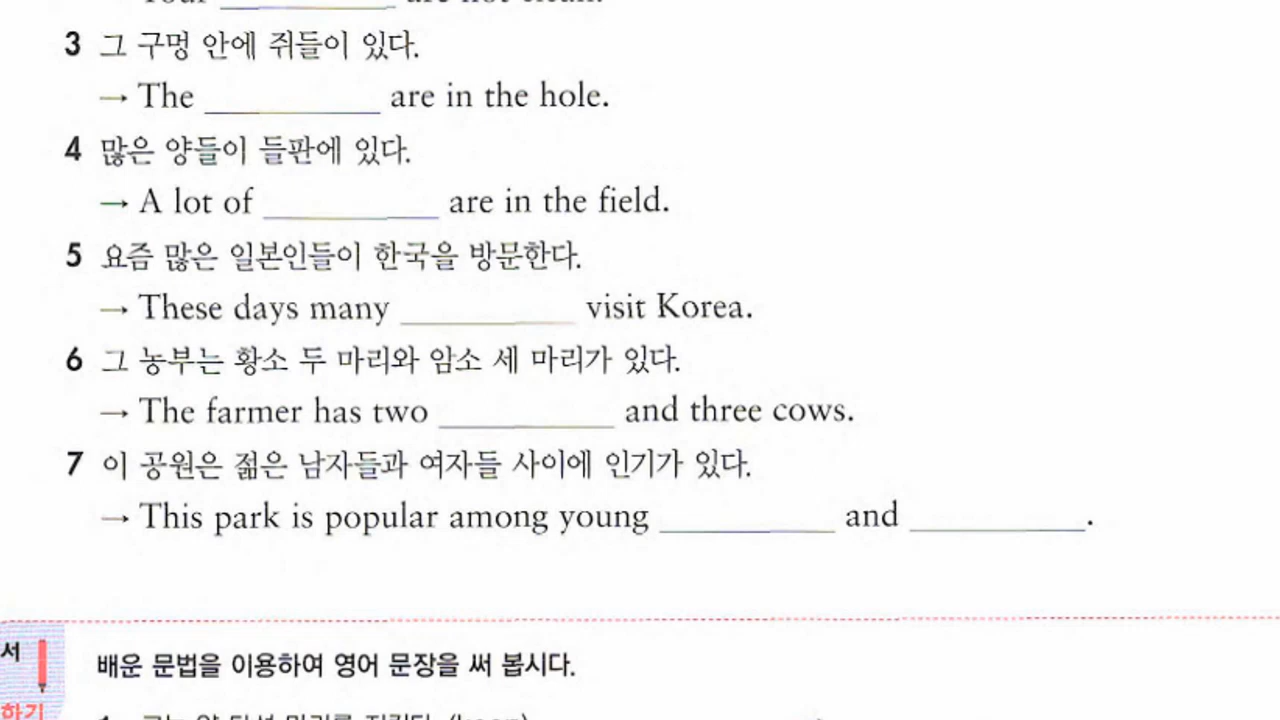 3 그 구멍 안에 쥐들이 있다.
→ The __________ are in the hole.
4 많은 양들이 들판에 있다.
→ A lot of __________ are in the field.
5 요즘 많은 일본인들이 한국을 방문한다.
→ These days many __________ visit Korea.
6 그 농부는 황소 두 마리와 암소 세 마리가 있다.
→ The farmer has two __________ and three cows.
7 이 공원은 젊은 남자들과 여자들 사이에 인기가 있다.
→ This park is popular among young __________ and __________.
서
배운 문법을 이용하여 영어 문장을 써 봅시다.
하기